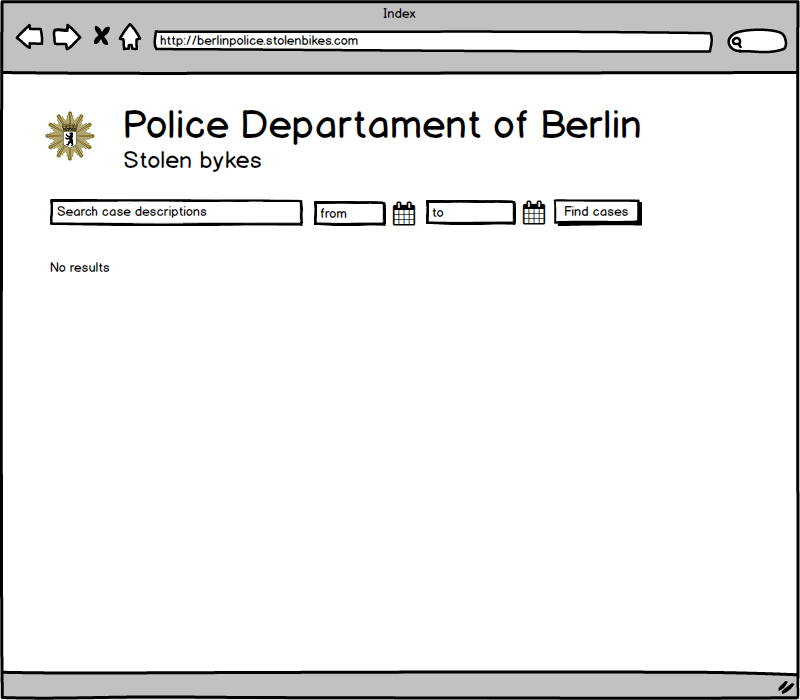 Index
http://berlinpolice.stolenbikes.com
Police Departament of Berlin
Stolen bykes
Search case descriptions from to Find cases
No results